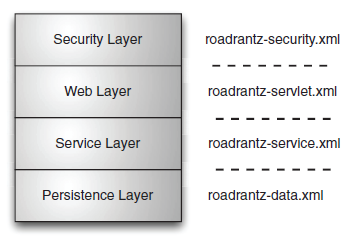 Security Layer roadrantz-security.xml
Web Layer roadrantz-servlet.xml
Service Layer roadrantz-service.xml
Persistence Layer roadrantz-data.xml